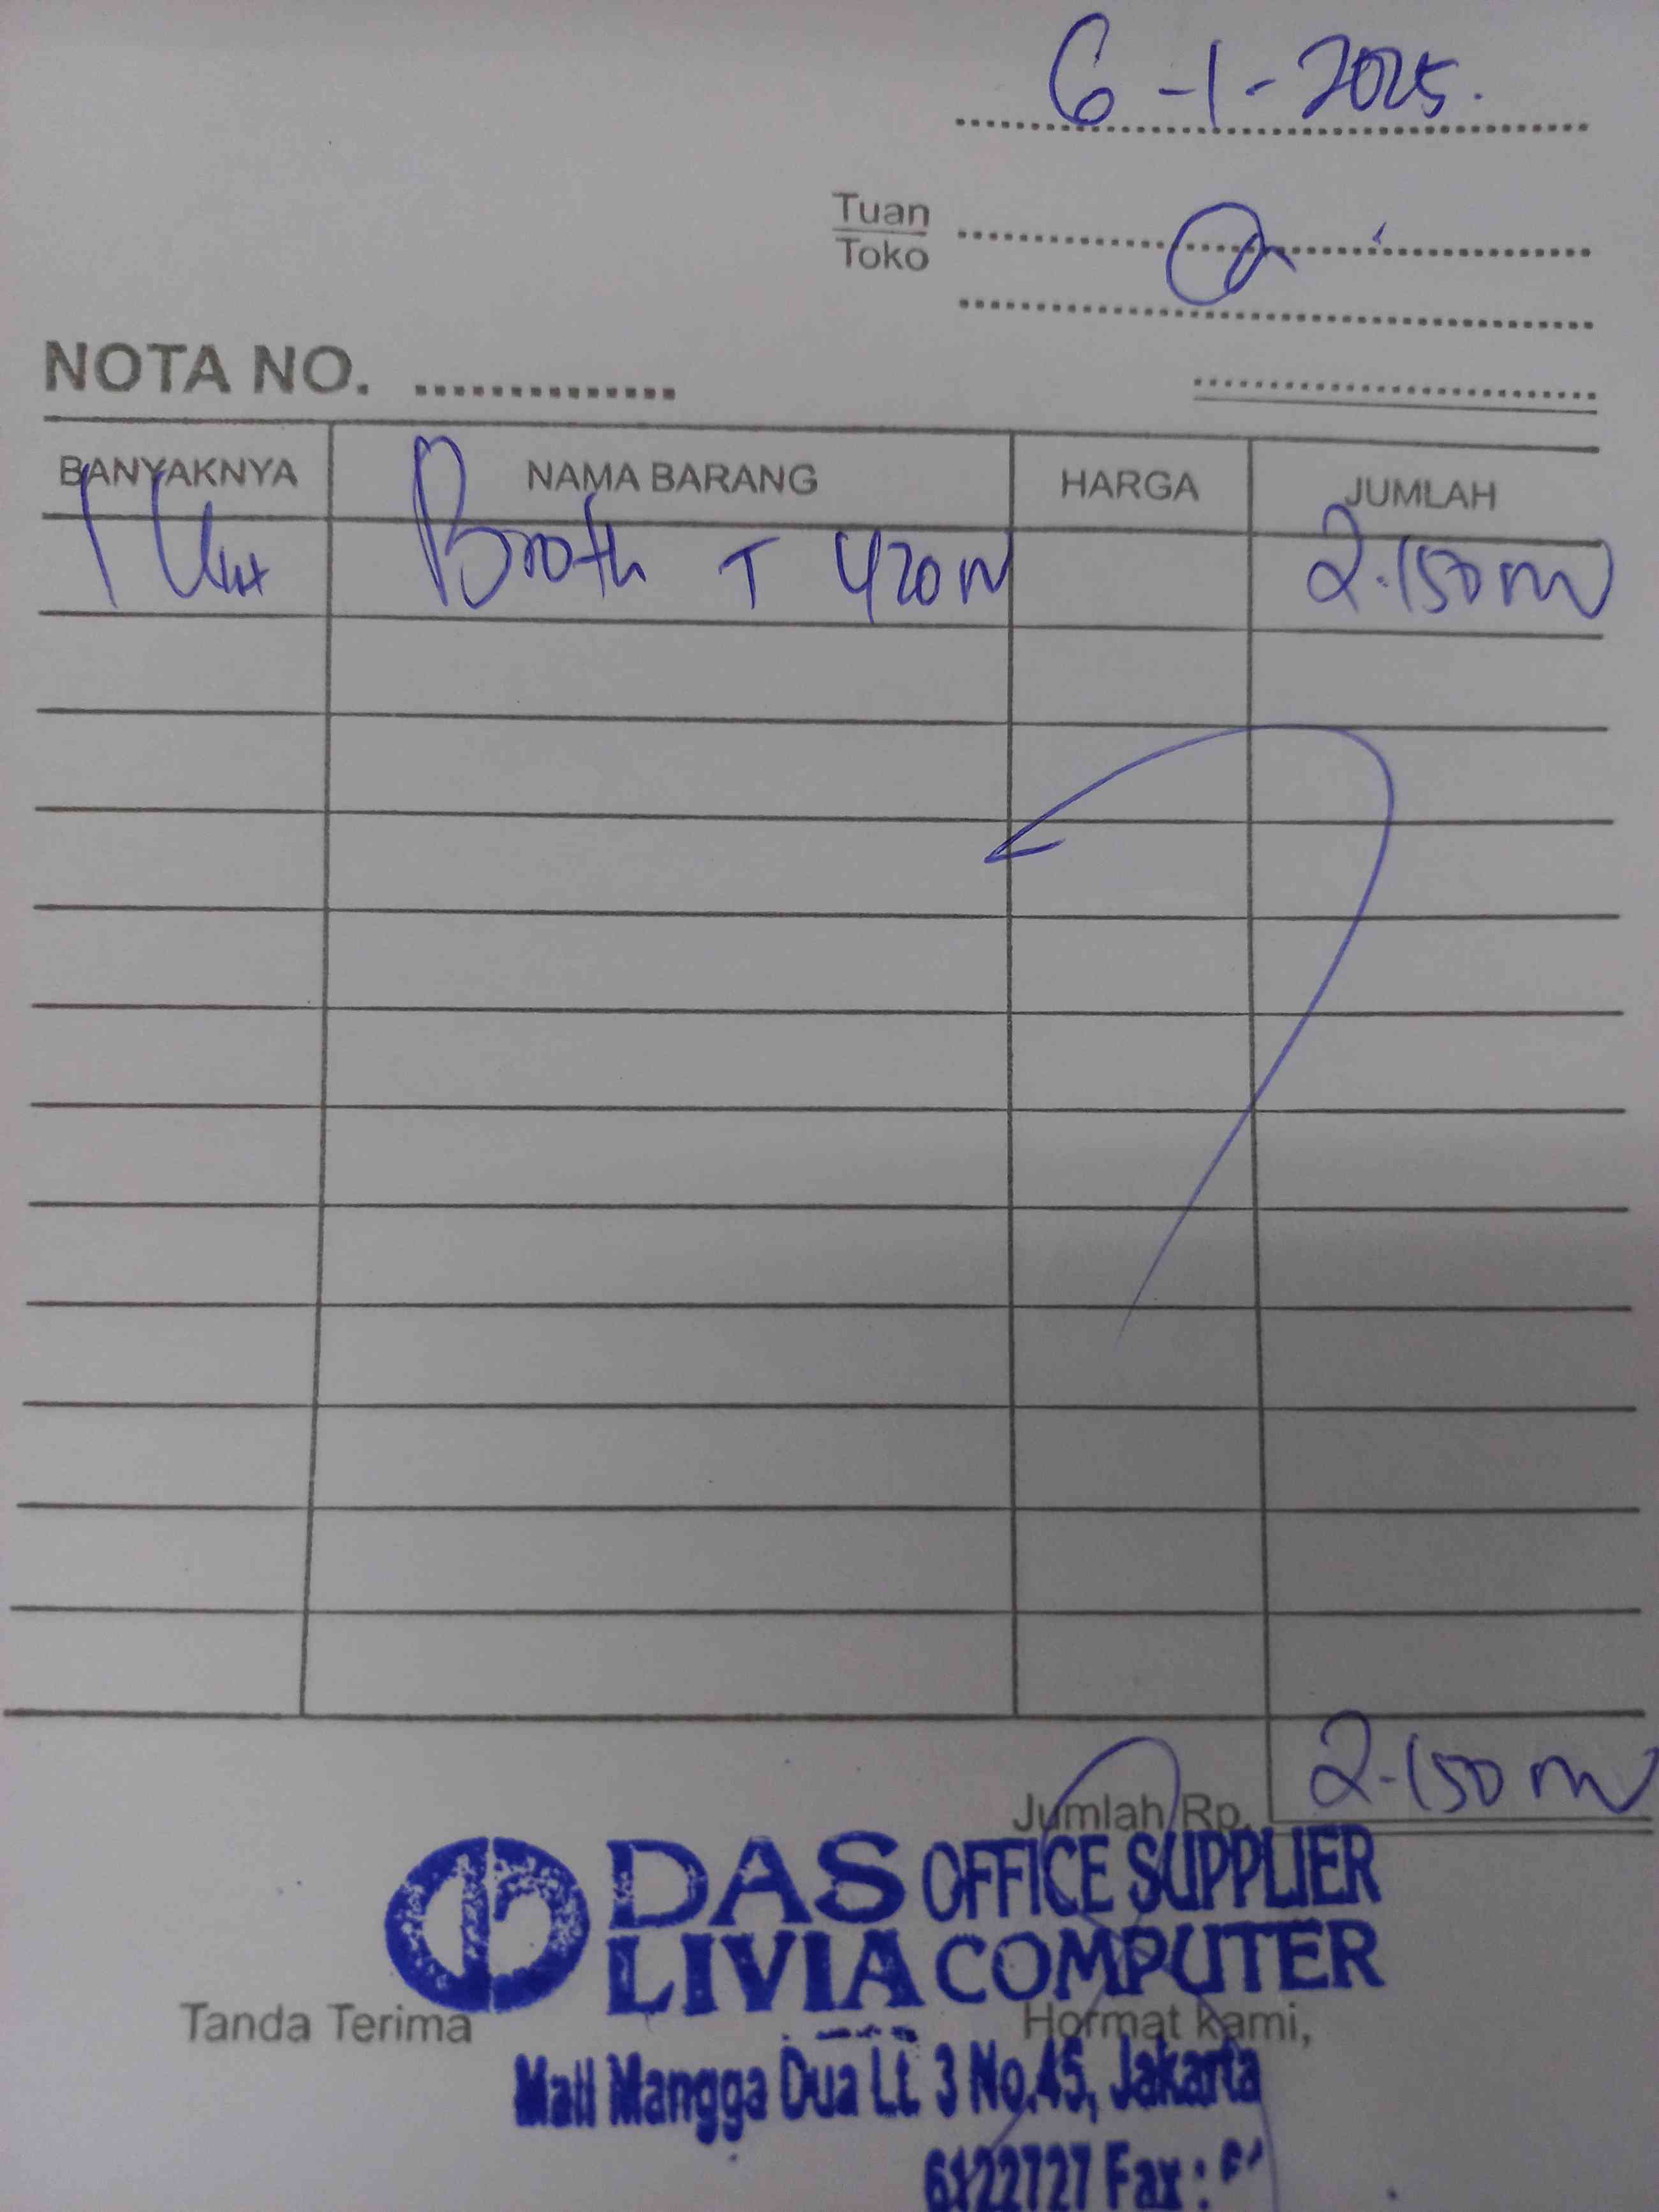 6-1-2025.
Tuan
Toko
NOTA NO.
BANYAKNYA NAMA BARANG HARGA JUMLAH
1 Unt Broth T 420 W 2.150
Jumlah Rp. 2.150
DAS OFFICE SUPPLIER
LIVIA COMPUTER
Tanda Terima Hormat kami,
Mall Mangga Dua Lt. 3 No.45, Jakarta
6122727 Fax :